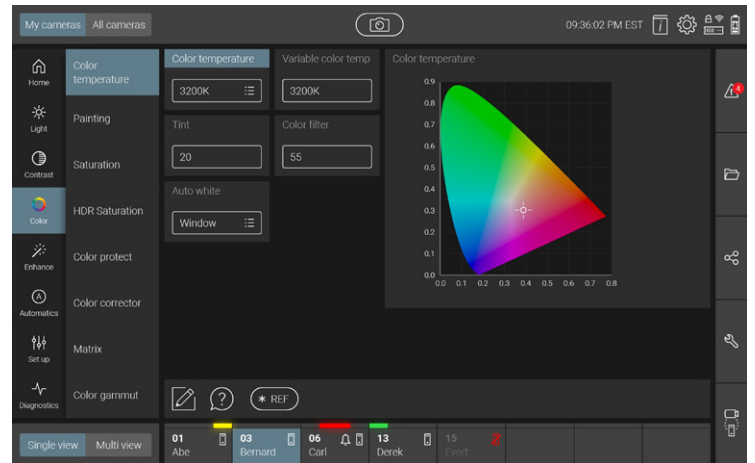 My cameras All cameras
09:36:02 PM EST
Home
Light
Contrast
Color
Enhance
Automatics
Set up
Diagnostics
Color
temperature
Painting
Saturation
HDR Saturation
Color protect
Color corrector
Matrix
Color gammut
Color temperature
3200K
Variable color temp
3200K
Tint
20
Color filter
55
Auto white
Window
Color temperature
0.9
0.8
0.7
0.6
0.5
0.4
0.3
0.2
0.1
0.0
0.0 0.1 0.2 0.3 0.4 0.5 0.6 0.7 0.8
4
REF
Single view Multi view
01
Abe
03
Bernard
06
Carl
13
Derek
15
Evert